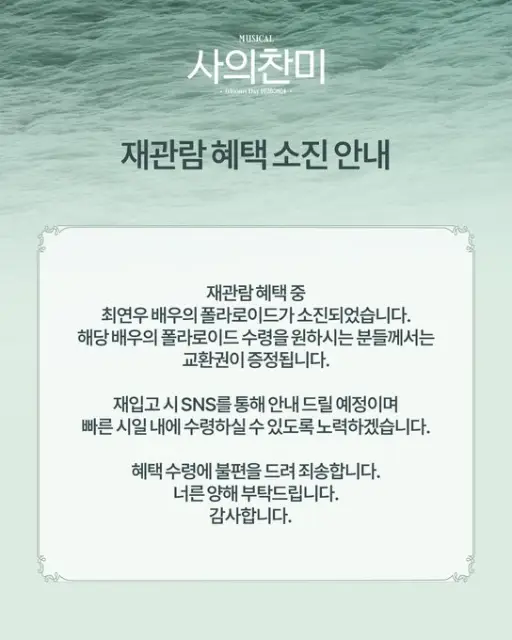 MUSICAL
사의찬미
재관람 혜택 소진 안내
재관람 혜택 중
최연우 배우의 폴라로이드가 소진되었습니다.
해당 배우의 폴라로이드 수령을 원하시는 분들께서는
교환권이 증정됩니다.
재입고 시 SNS를 통해 안내 드릴 예정이며
빠른 시일 내에 수령하실 수 있도록 노력하겠습니다.
혜택 수령에 불편을 드려 죄송합니다.
너른 양해 부탁드립니다.
감사합니다.